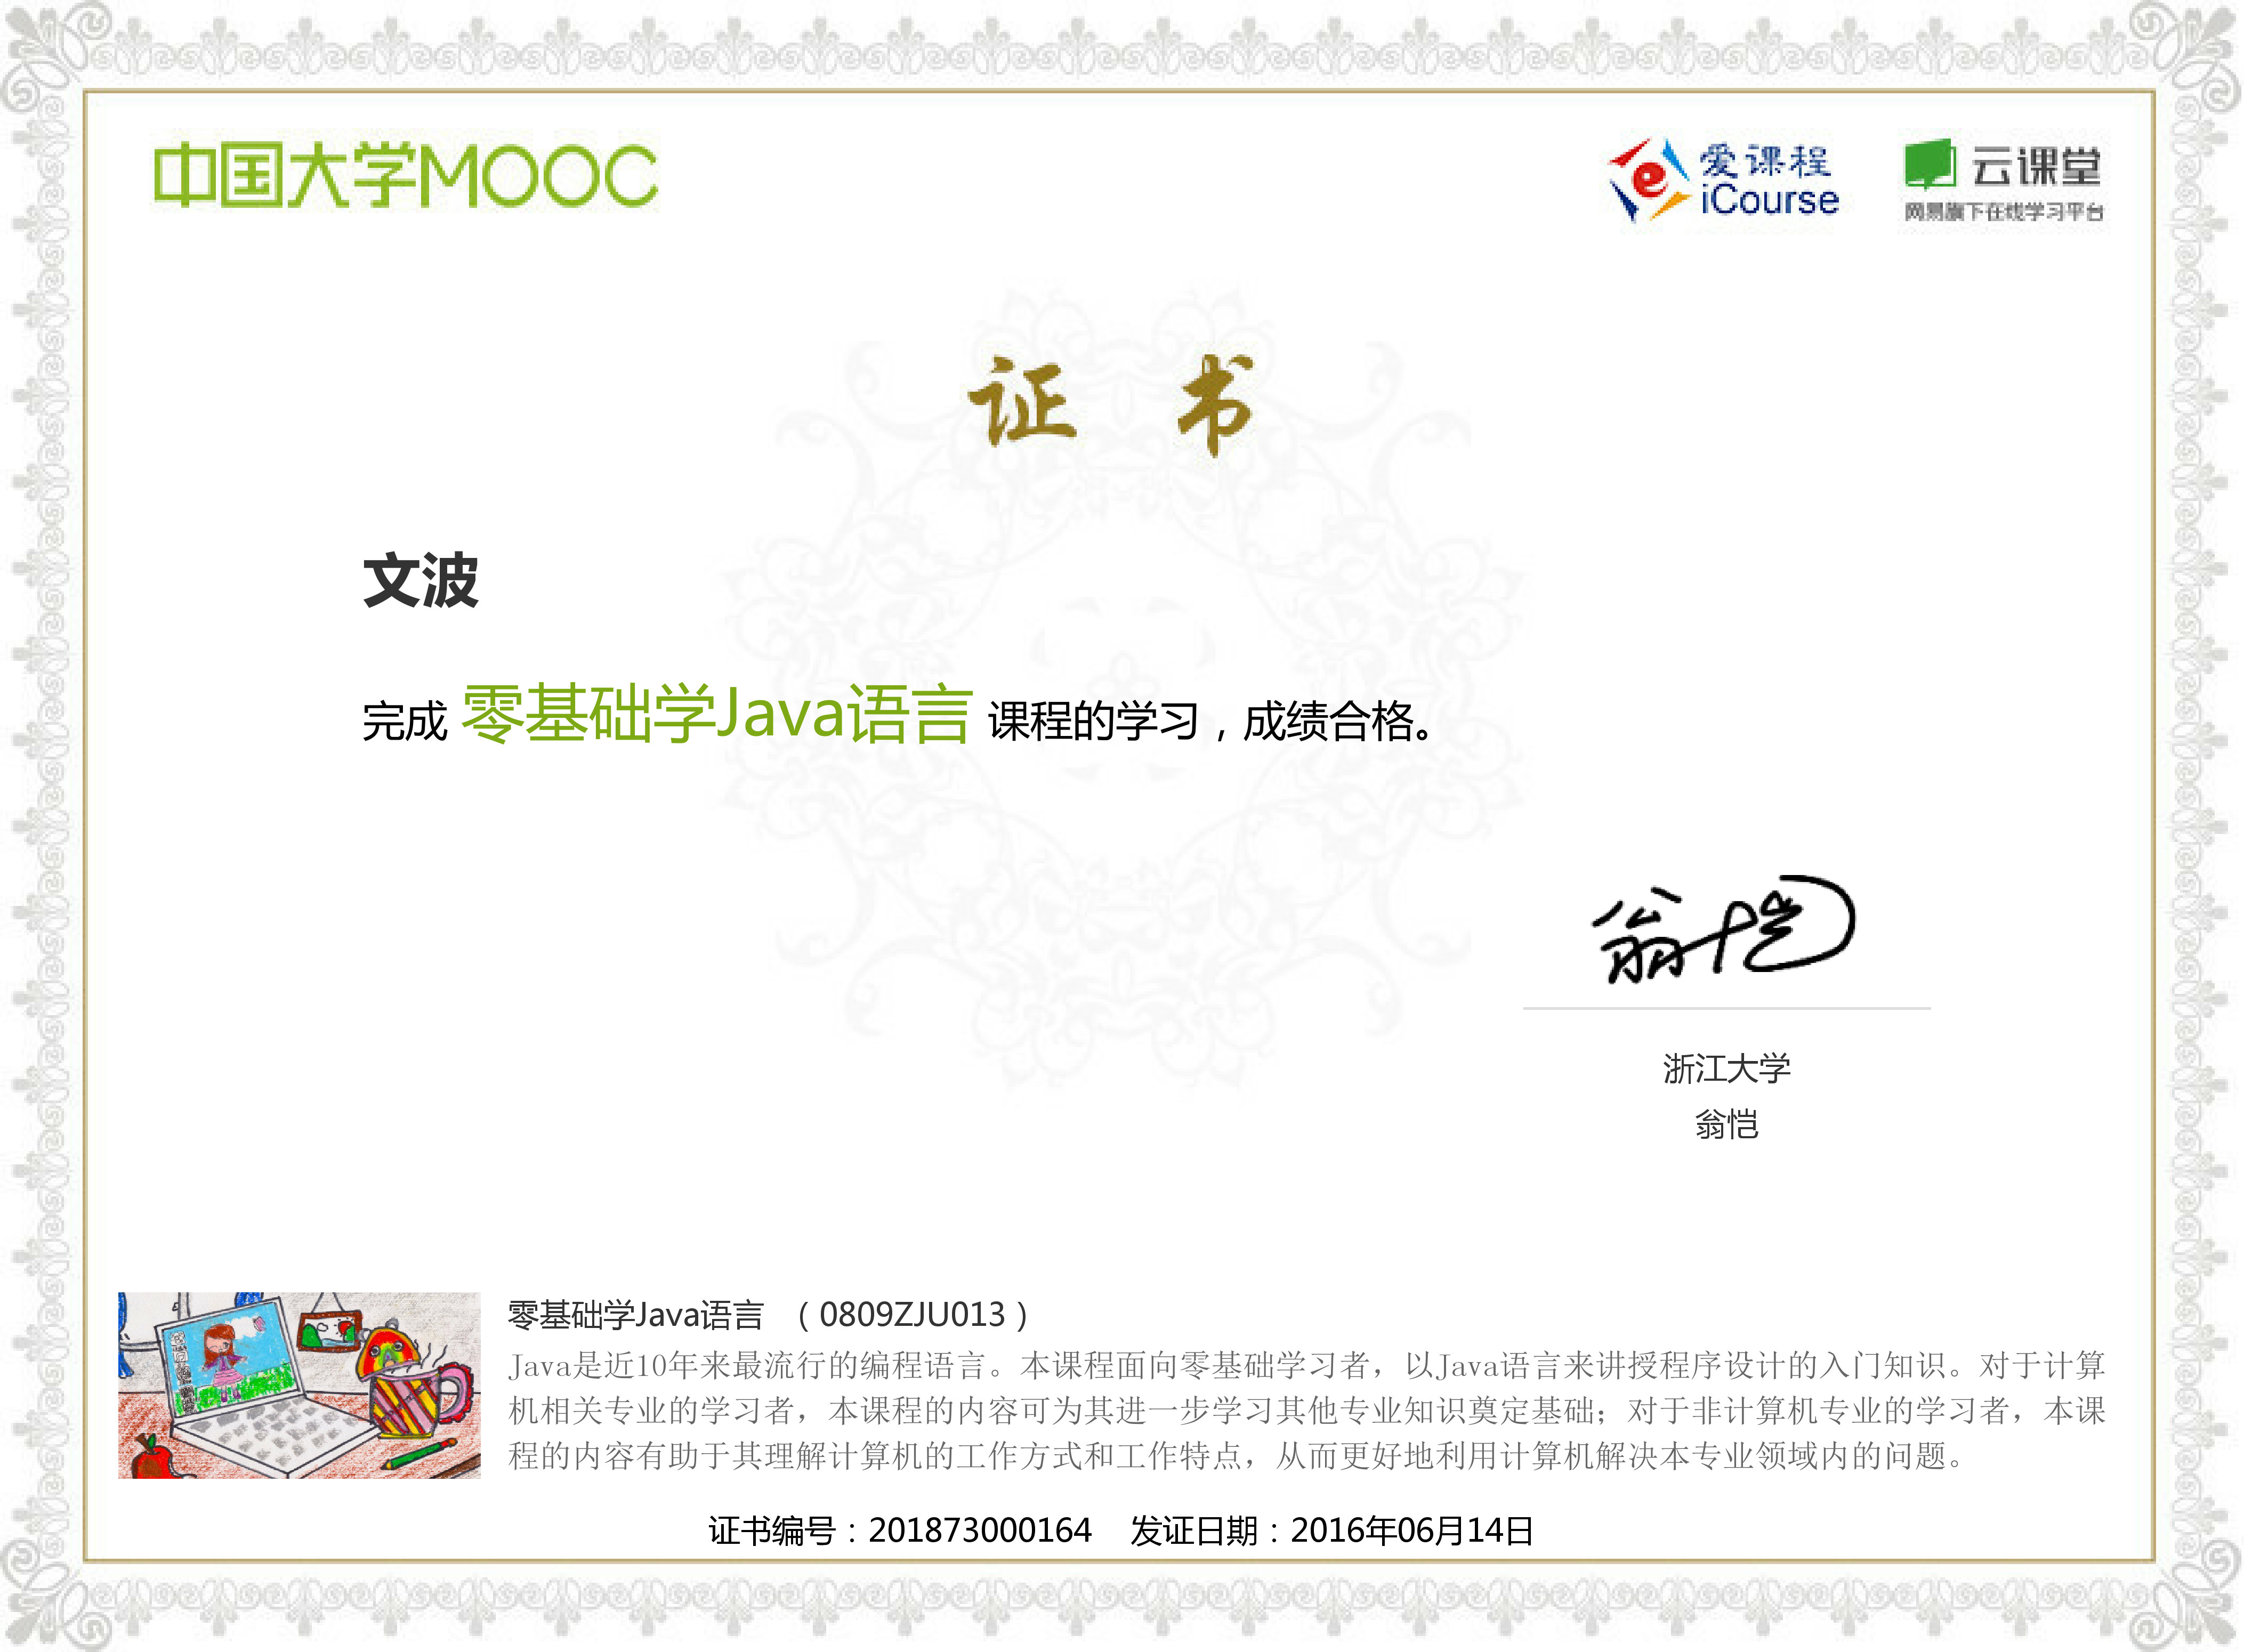 中国大学MOOC
爱课程
iCourse
云课堂
网易旗下在线学习平台
证 书
文波
完成 零基础学Java语言 课程的学习，成绩合格。
翁恺
浙江大学
翁恺
零基础学Java语言 （0809ZJU013）
Java是近10年来最流行的编程语言。本课程面向零基础学习者，以Java语言来讲授程序设计的入门知识。对于计算
机相关专业的学习者，本课程的内容可为其进一步学习其他专业知识奠定基础；对于非计算机专业的学习者，本课
程的内容有助于其理解计算机的工作方式和工作特点，从而更好地利用计算机解决本专业领域内的问题。
证书编号：201873000164 发证日期：2016年06月14日